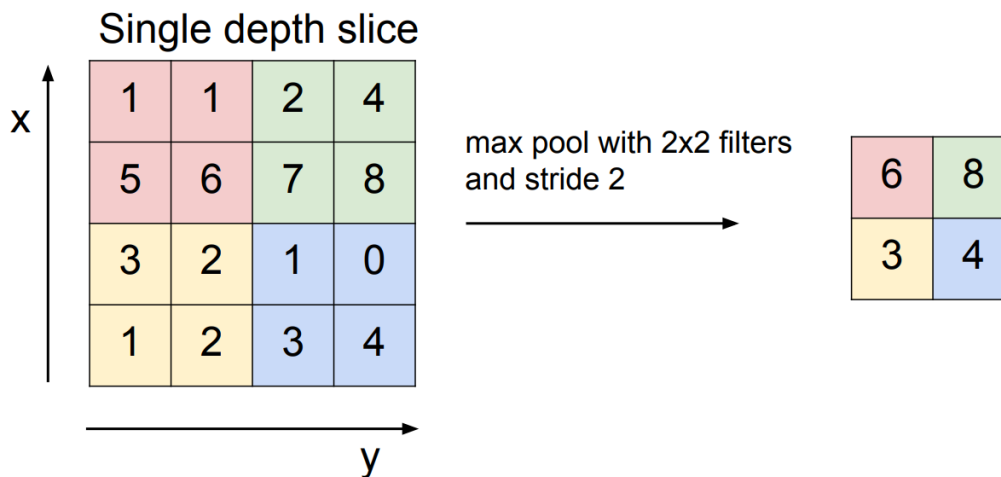 Single depth slice
x
1 1 2 4
5 6 7 8
3 2 1 0
1 2 3 4
y
max pool with 2x2 filters
and stride 2
6 8
3 4